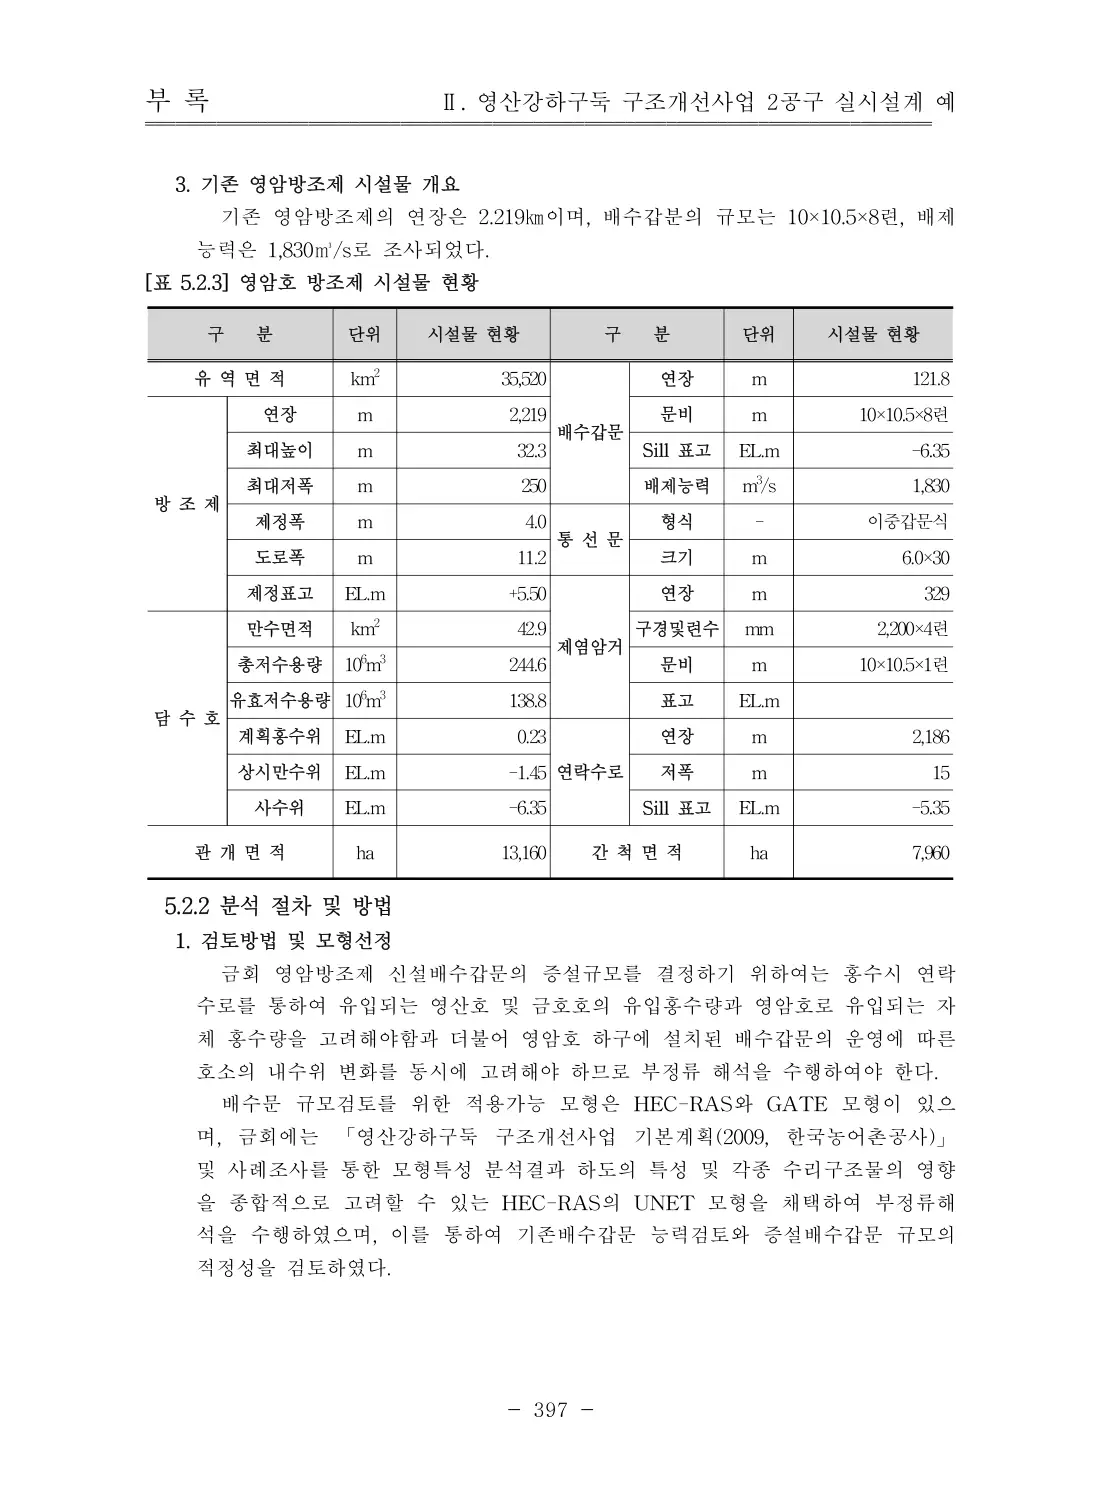 부 록 Ⅱ. 영산강하구둑 구조개선사업 2공구 실시설계 예
3. 기존 영암방조제 시설물 개요
기존 영암방조제의 연장은 2.219㎞이며, 배수갑분의 규모는 10×10.5×8련, 배제
능력은 1,830㎥/s로 조사되었다.
[표 5.2.3] 영암호 방조제 시설물 현황
구 분 단위 시설물 현황 구 분 단위 시설물 현황
유 역 면 적 km² 35,520 배수갑문 연장 m 121.8
방 조 제 연장 m 2,219 문비 m 10×10.5×8련
최대높이 m 32.3 Sill 표고 EL.m -6.35
최대저폭 m 250 배제능력 m³/s 1,830
제정폭 m 4.0 통 선 문 형식 - 이중갑문식
도로폭 m 11.2 크기 m 6.0×30
제정표고 EL.m +5.50 제염암거 연장 m 329
담 수 호 만수면적 km² 42.9 구경및련수 mm 2,200×4련
총저수용량 10⁶m³ 244.6 문비 m 10×10.5×1련
유효저수용량 10⁶m³ 138.8 표고 EL.m
계획홍수위 EL.m 0.23 연락수로 연장 m 2,186
상시만수위 EL.m -1.45 저폭 m 15
사수위 EL.m -6.35 Sill 표고 EL.m -5.35
관 개 면 적 ha 13,160 간 척 면 적 ha 7,960
5.2.2 분석 절차 및 방법
1. 검토방법 및 모형선정
금회 영암방조제 신설배수갑문의 증설규모를 결정하기 위하여는 홍수시 연락
수로를 통하여 유입되는 영산호 및 금호호의 유입홍수량과 영암호로 유입되는 자
체 홍수량을 고려해야함과 더불어 영암호 하구에 설치된 배수갑문의 운영에 따른
호소의 내수위 변화를 동시에 고려해야 하므로 부정류 해석을 수행하여야 한다.
배수문 규모검토를 위한 적용가능 모형은 HEC-RAS와 GATE 모형이 있으
며, 금회에는 「영산강하구둑 구조개선사업 기본계획(2009, 한국농어촌공사)」
및 사례조사를 통한 모형특성 분석결과 하도의 특성 및 각종 수리구조물의 영향
을 종합적으로 고려할 수 있는 HEC-RAS의 UNET 모형을 채택하여 부정류해
석을 수행하였으며, 이를 통하여 기존배수갑문 능력검토와 증설배수갑문 규모의
적정성을 검토하였다.
- 397 -